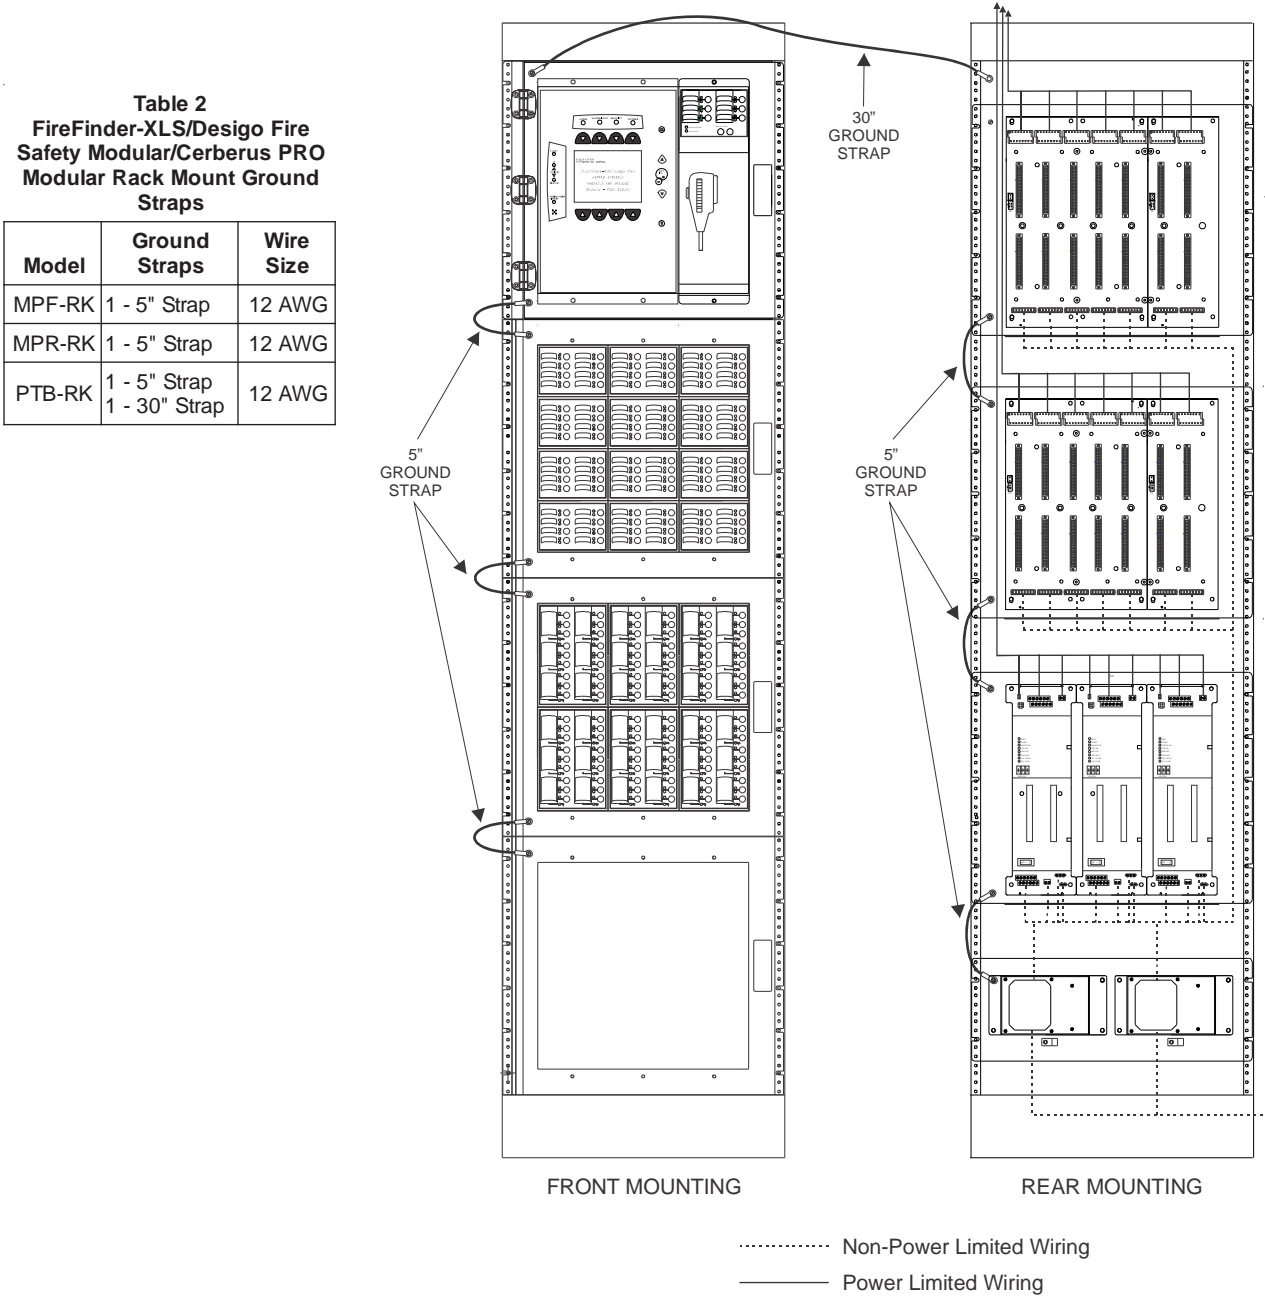 Table 2
FireFinder-XLS/Desigo Fire
Safety Modular/Cerberus PRO
Modular Rack Mount Ground
Straps
Model
Ground
Straps
Wire
Size
MPF-RK
1 - 5" Strap
12 AWG
MPR-RK
1 - 5" Strap
12 AWG
PTB-RK
1 - 5" Strap
1 - 30" Strap
12 AWG
30”
GROUND
STRAP
5”
GROUND
STRAP
5”
GROUND
STRAP
FRONT MOUNTING
REAR MOUNTING
Non-Power Limited Wiring
Power Limited Wiring